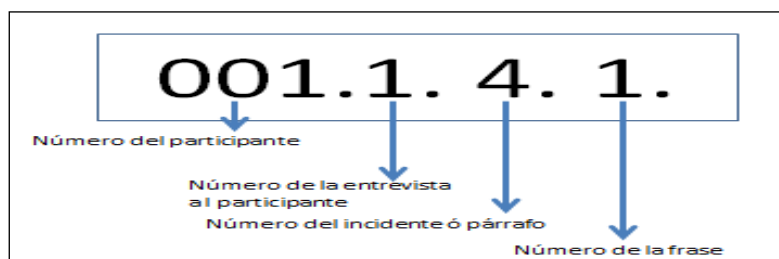 001.1. 4. 1.
Número del participante
Número de la entrevista
al participante
Número del incidente ó párrafo
Número de la frase